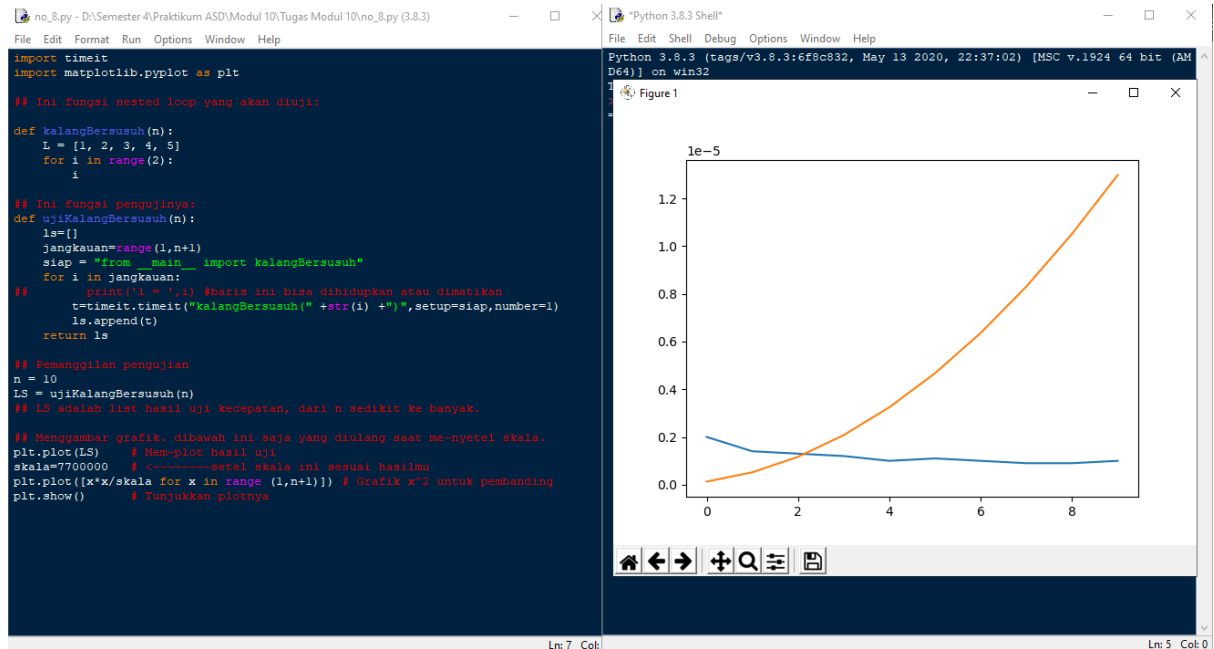 no_8.py - D:\Semester 4\Praktikum ASD\Modul 10\Tugas Modul 10\no_8.py (3.8.3)
File Edit Format Run Options Window Help
import timeit
import matplotlib.pyplot as plt
## Ini fungsi nested loop yang akan diuji:
def kalangBersusuh(n):
    L = [1, 2, 3, 4, 5]
    for i in range(2):
        i
## Ini fungsi pengujinya:
def ujiKalangBersusuh(n):
    ls=[]
    jangkauan=range(1,n+1)
    siap = "from __main__ import kalangBersusuh"
    for i in jangkauan:
##        print('i = ',i) #baris ini bisa dihidupkan atau dimatikan
        t=timeit.timeit("kalangBersusuh(" +str(i) +")",setup=siap,number=1)
        ls.append(t)
    return ls
## Pemanggilan pengujian
n = 10
LS = ujiKalangBersusuh(n)
## LS adalah list hasil uji kecepatan, dari n sedikit ke banyak.
## Menggambar grafik. dibawah ini saja yang diulang saat me-nyetel skala.
plt.plot(LS)    # Mem-plot hasil uji
skala=7700000   # <--------setel skala ini sesuai hasilmu
plt.plot([x*x/skala for x in range (1,n+1)]) # Grafik x^2 untuk pembanding
plt.show()      # Tunjukkan plotnya
Ln: 7 Col:
*Python 3.8.3 Shell*
File Edit Shell Debug Options Window Help
Python 3.8.3 (tags/v3.8.3:6f8c832, May 13 2020, 22:37:02) [MSC v.1924 64 bit (AM
D64)] on win32
Figure 1
1e−5
1.2
1.0
0.8
0.6
0.4
0.2
0.0
0 2 4 6 8
Ln: 5 Col: 0